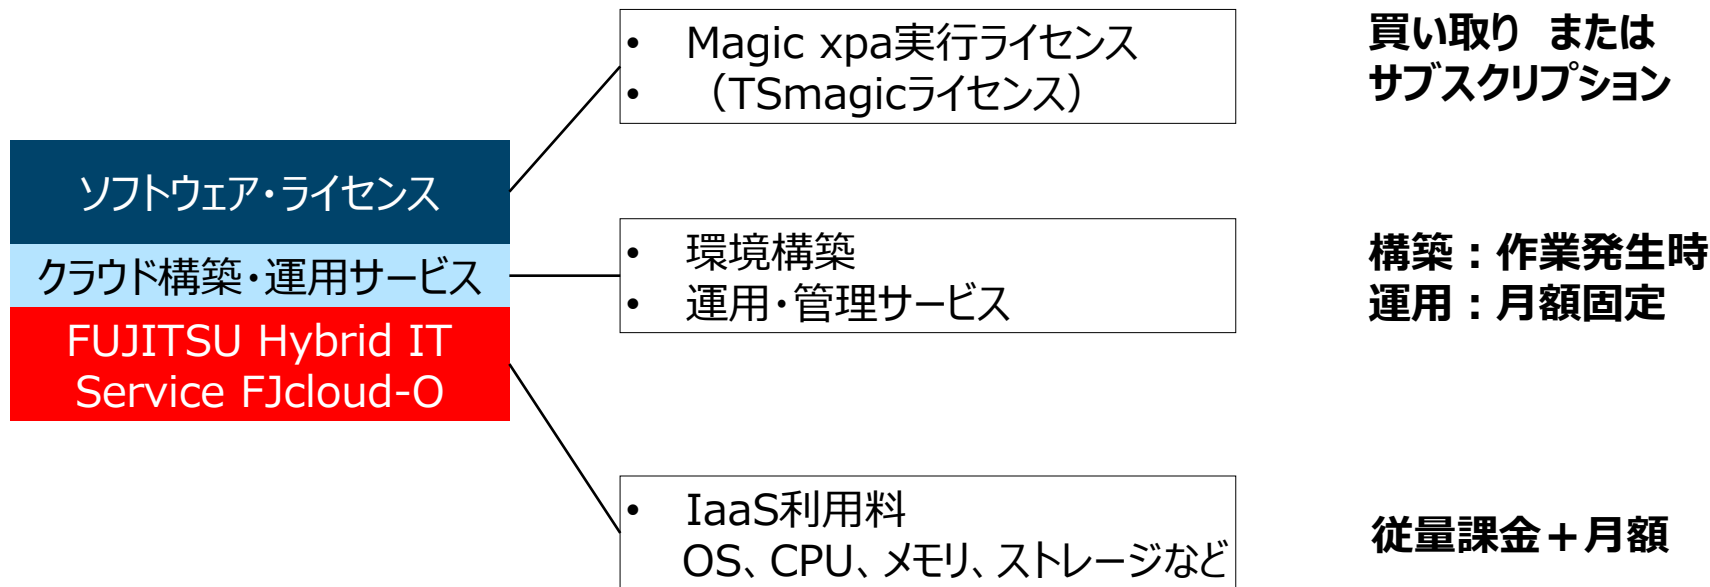 • Magic xpa実行ライセンス
• （TSmagicライセンス）
買い取り または
サブスクリプション
ソフトウェア・ライセンス
クラウド構築・運用サービス
FUJITSU Hybrid IT
Service FJcloud-O
• 環境構築
• 運用・管理サービス
構築：作業発生時
運用：月額固定
• IaaS利用料
OS、CPU、メモリ、ストレージなど
従量課金＋月額